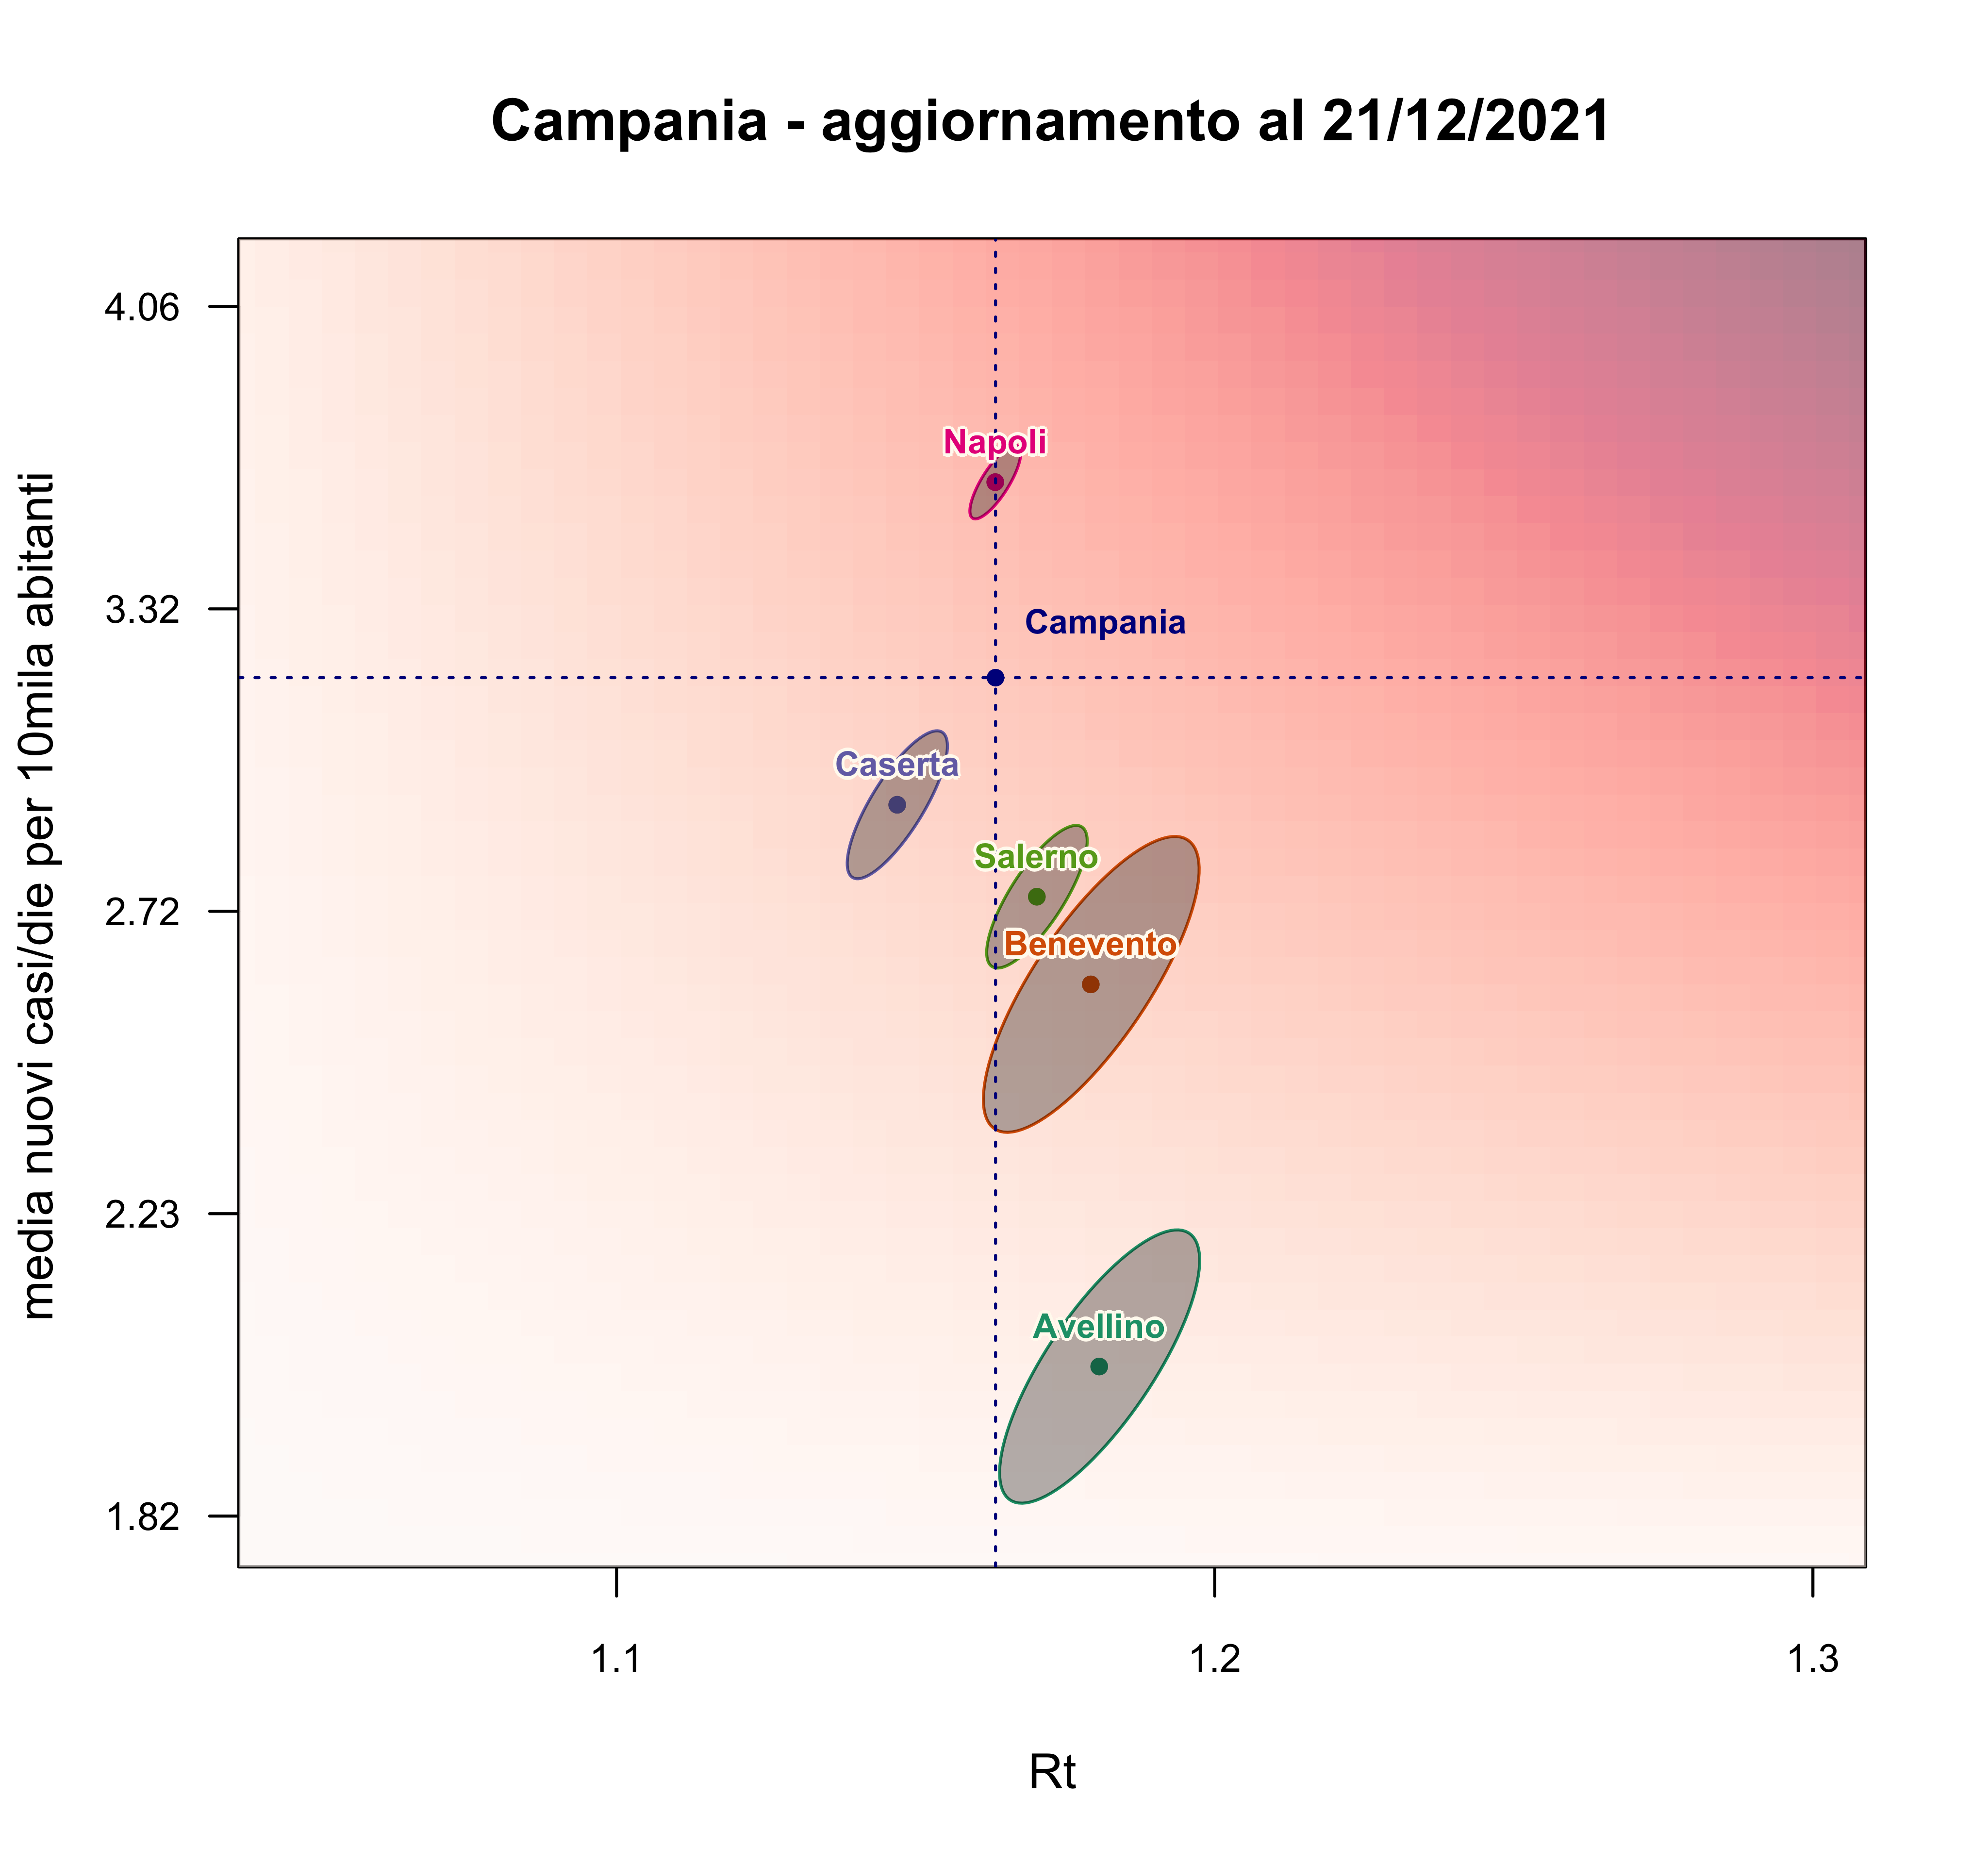 Campania - aggiornamento al 21/12/2021
media nuovi casi/die per 10mila abitanti
4.06
3.32
2.72
2.23
1.82
Napoli
Campania
Caserta
Salerno
Benevento
Avellino
1.1
1.2
1.3
Rt